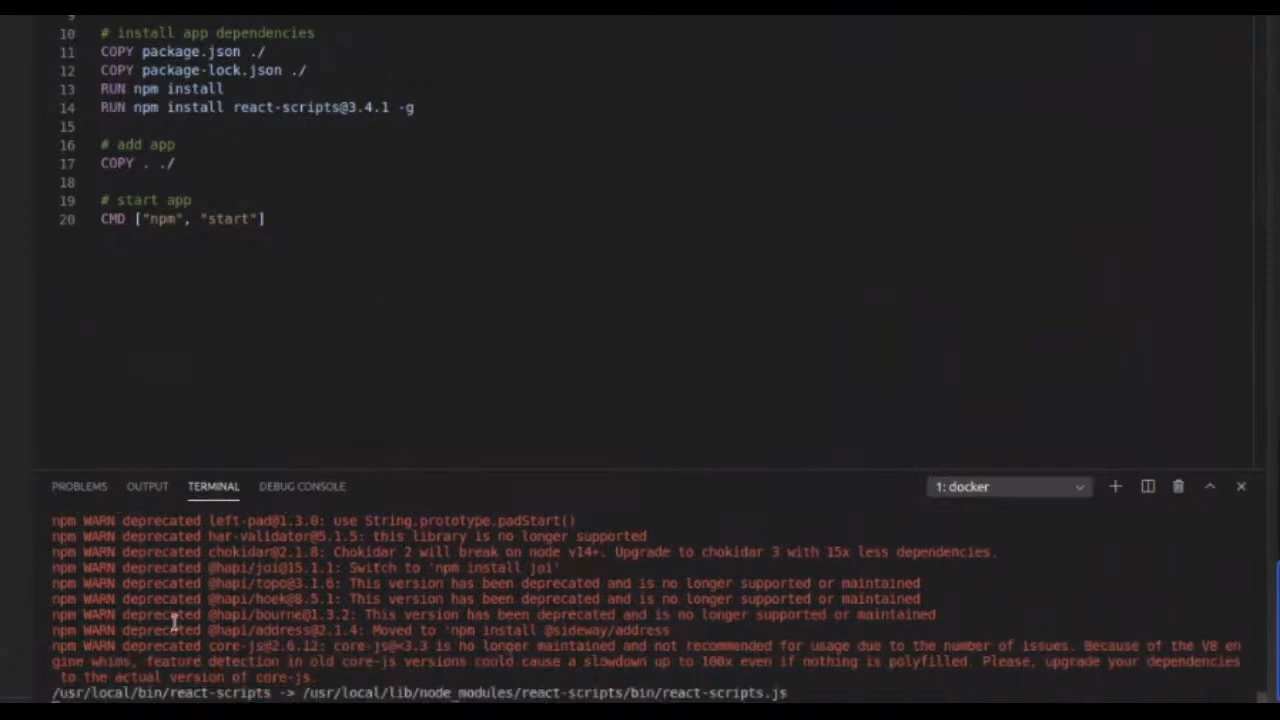 9
10 # install app dependencies
11 COPY package.json ./
12 COPY package-lock.json ./
13 RUN npm install
14 RUN npm install react-scripts@3.4.1 -g
15
16 # add app
17 COPY . ./
18
19 # start app
20 CMD ["npm", "start"]
PROBLEMS OUTPUT TERMINAL DEBUG CONSOLE 1: docker
npm WARN deprecated left-pad@1.3.0: use String.prototype.padStart()
npm WARN deprecated har-validator@5.1.5: this library is no longer supported
npm WARN deprecated chokidar@2.1.8: Chokidar 2 will break on node v14+. Upgrade to chokidar 3 with 15x less dependencies.
npm WARN deprecated @hapi/joi@15.1.1: Switch to 'npm install joi'
npm WARN deprecated @hapi/topo@3.1.6: This version has been deprecated and is no longer supported or maintained
npm WARN deprecated @hapi/hoek@8.5.1: This version has been deprecated and is no longer supported or maintained
npm WARN deprecated @hapi/bourne@1.3.2: This version has been deprecated and is no longer supported or maintained
npm WARN deprecated @hapi/address@2.1.4: Moved to 'npm install @sideway/address
npm WARN deprecated core-js@2.6.12: core-js@<3.3 is no longer maintained and not recommended for usage due to the number of issues. Because of the V8 en
gine whims, feature detection in old core-js versions could cause a slowdown up to 100x even if nothing is polyfilled. Please, upgrade your dependencies
to the actual version of core-js.
/usr/local/bin/react-scripts -> /usr/local/lib/node_modules/react-scripts/bin/react-scripts.js